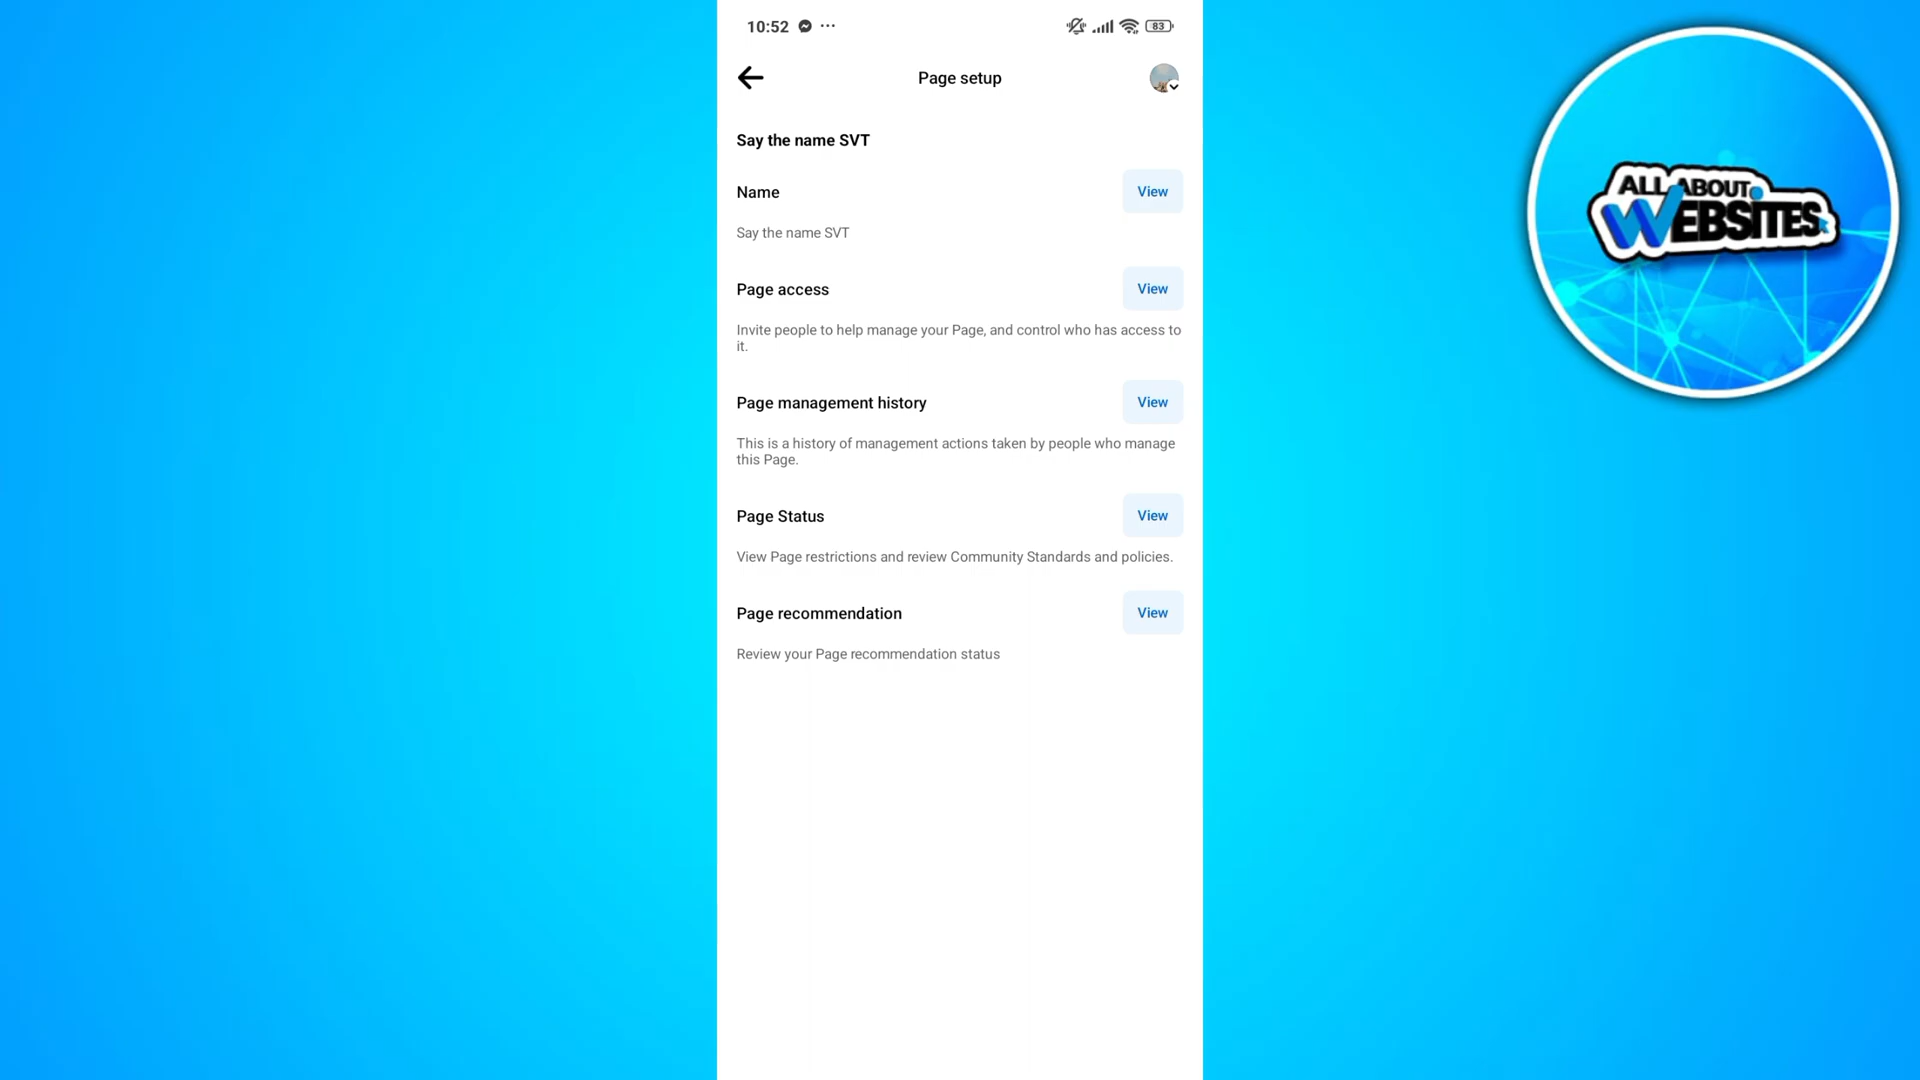 10:52
83
Page setup
Say the name SVT
Name
View
Say the name SVT
Page access
View
Invite people to help manage your Page, and control who has access to
it.
Page management history
View
This is a history of management actions taken by people who manage
this Page.
Page Status
View
View Page restrictions and review Community Standards and policies.
Page recommendation
View
Review your Page recommendation status
ALL ABOUT
WEBSITES